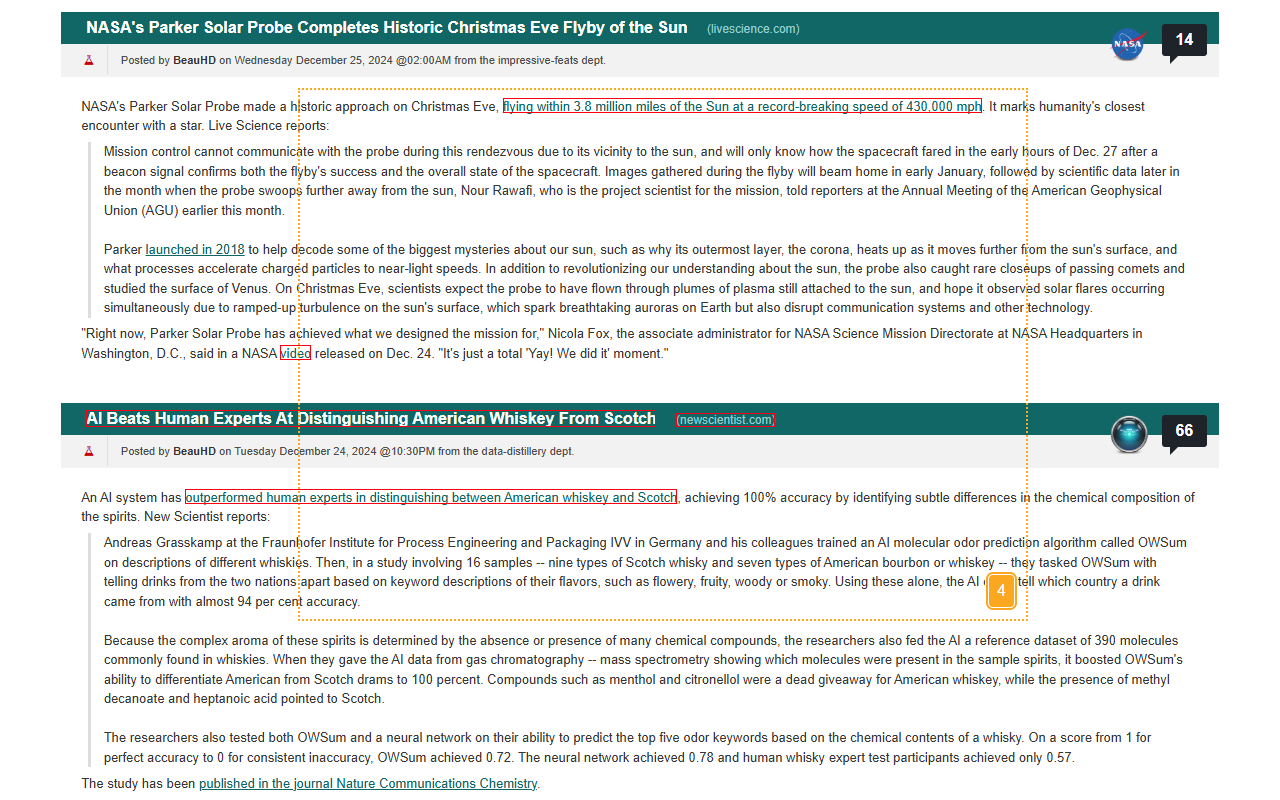 NASA's Parker Solar Probe Completes Historic Christmas Eve Flyby of the Sun (livescience.com)
NASA
14
Posted by BeauHD on Wednesday December 25, 2024 @02:00AM from the impressive-feats dept.
NASA's Parker Solar Probe made a historic approach on Christmas Eve, flying within 3.8 million miles of the Sun at a record-breaking speed of 430,000 mph. It marks humanity's closest
encounter with a star. Live Science reports:
Mission control cannot communicate with the probe during this rendezvous due to its vicinity to the sun, and will only know how the spacecraft fared in the early hours of Dec. 27 after a
beacon signal confirms both the flyby's success and the overall state of the spacecraft. Images gathered during the flyby will beam home in early January, followed by scientific data later in
the month when the probe swoops further away from the sun, Nour Rawafi, who is the project scientist for the mission, told reporters at the Annual Meeting of the American Geophysical
Union (AGU) earlier this month.
Parker launched in 2018 to help decode some of the biggest mysteries about our sun, such as why its outermost layer, the corona, heats up as it moves further from the sun's surface, and
what processes accelerate charged particles to near-light speeds. In addition to revolutionizing our understanding about the sun, the probe also caught rare closeups of passing comets and
studied the surface of Venus. On Christmas Eve, scientists expect the probe to have flown through plumes of plasma still attached to the sun, and hope it observed solar flares occurring
simultaneously due to ramped-up turbulence on the sun's surface, which spark breathtaking auroras on Earth but also disrupt communication systems and other technology.
"Right now, Parker Solar Probe has achieved what we designed the mission for," Nicola Fox, the associate administrator for NASA Science Mission Directorate at NASA Headquarters in
Washington, D.C., said in a NASA video released on Dec. 24. "It's just a total 'Yay! We did it' moment."
AI Beats Human Experts At Distinguishing American Whiskey From Scotch (newscientist.com)
66
Posted by BeauHD on Tuesday December 24, 2024 @10:30PM from the data-distillery dept.
An AI system has outperformed human experts in distinguishing between American whiskey and Scotch, achieving 100% accuracy by identifying subtle differences in the chemical composition of
the spirits. New Scientist reports:
Andreas Grasskamp at the Fraunhofer Institute for Process Engineering and Packaging IVV in Germany and his colleagues trained an AI molecular odor prediction algorithm called OWSum
on descriptions of different whiskies. Then, in a study involving 16 samples -- nine types of Scotch whisky and seven types of American bourbon or whiskey -- they tasked OWSum with
telling drinks from the two nations apart based on keyword descriptions of their flavors, such as flowery, fruity, woody or smoky. Using these alone, the AI tell which country a drink
4
came from with almost 94 per cent accuracy.
Because the complex aroma of these spirits is determined by the absence or presence of many chemical compounds, the researchers also fed the AI a reference dataset of 390 molecules
commonly found in whiskies. When they gave the AI data from gas chromatography -- mass spectrometry showing which molecules were present in the sample spirits, it boosted OWSum's
ability to differentiate American from Scotch drams to 100 percent. Compounds such as menthol and citronellol were a dead giveaway for American whiskey, while the presence of methyl
decanoate and heptanoic acid pointed to Scotch.
The researchers also tested both OWSum and a neural network on their ability to predict the top five odor keywords based on the chemical contents of a whisky. On a score from 1 for
perfect accuracy to 0 for consistent inaccuracy, OWSum achieved 0.72. The neural network achieved 0.78 and human whisky expert test participants achieved only 0.57.
The study has been published in the journal Nature Communications Chemistry.